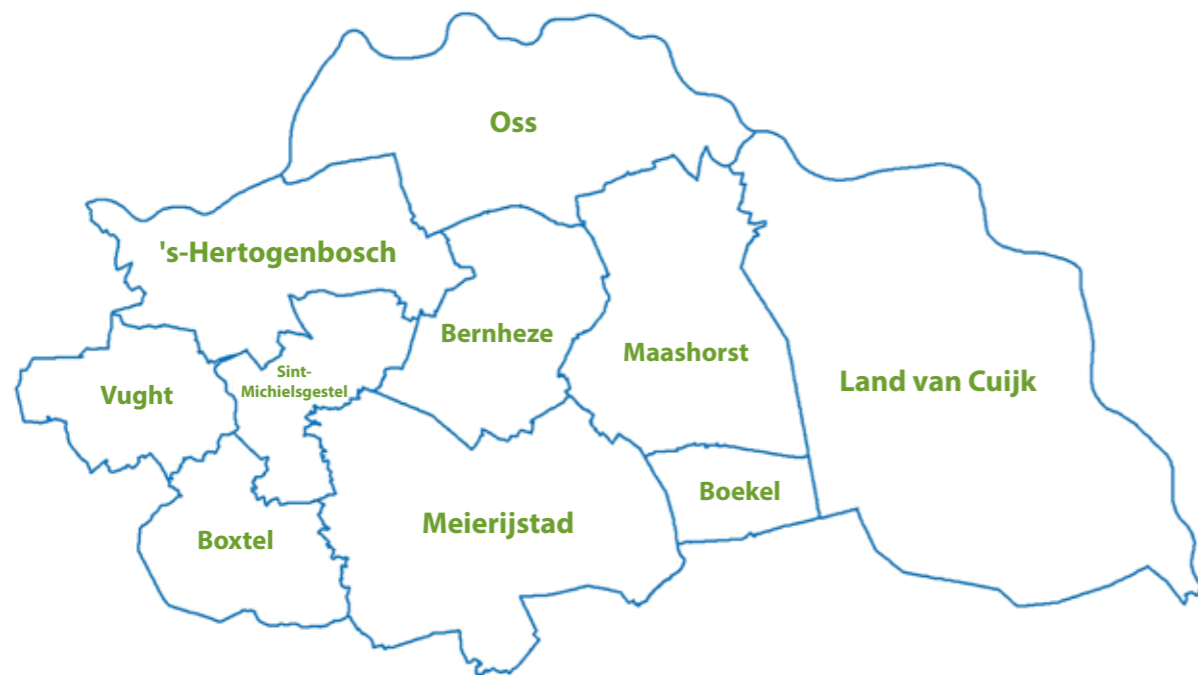 Oss
's-Hertogenbosch
Bernheze
Maashorst
Sint-
Michielsgestel
Land van Cuijk
Vught
Boekel
Meierijstad
Boxtel